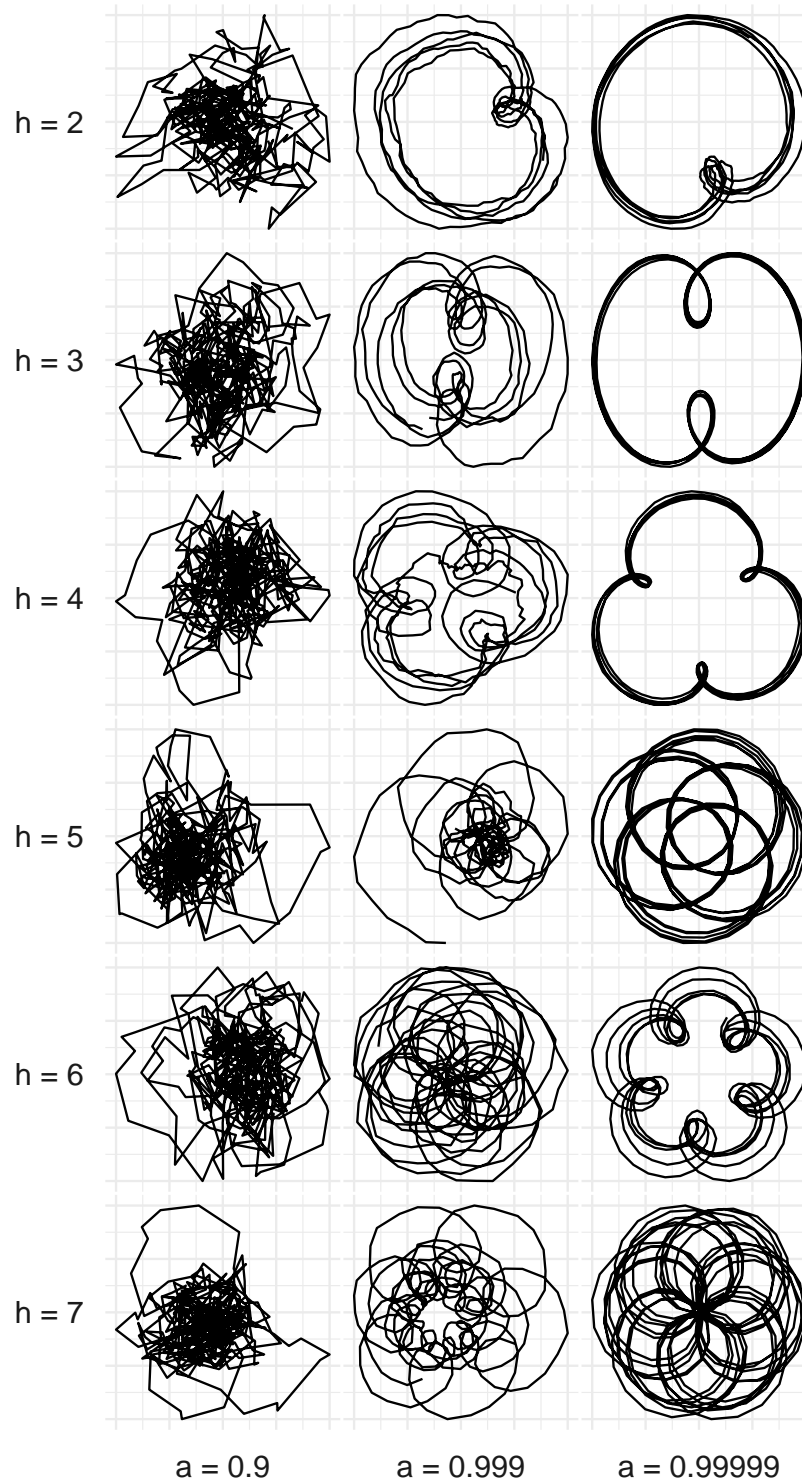 h = 2
h = 3
h = 4
h = 5
h = 6
h = 7
a = 0.9 a = 0.999 a = 0.99999